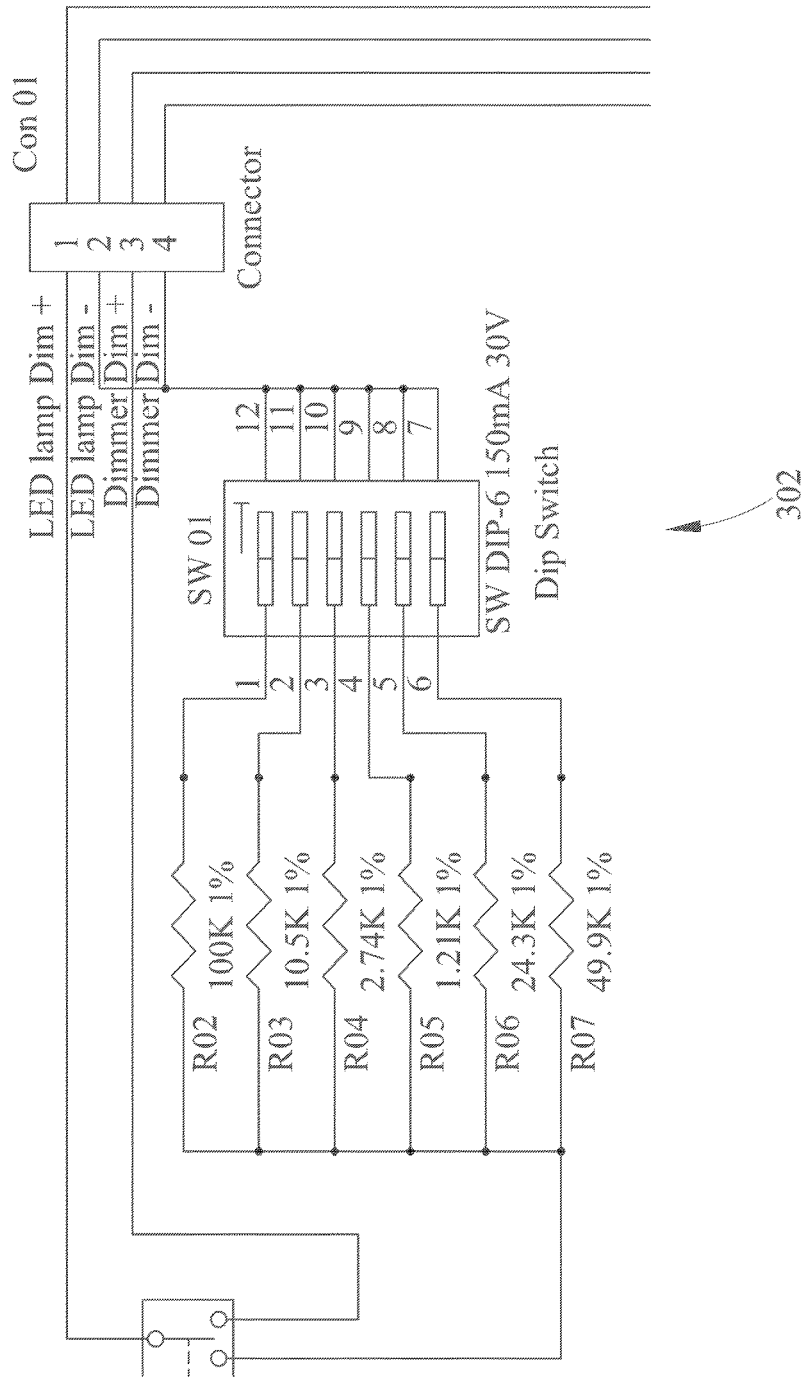 Con 01
1
2
3
4
Connector
LED lamp Dim +
LED lamp Dim -
Dimmer Dim +
Dimmer Dim -
12
11
10
9
8
7
SW 01
SW DIP-6 150mA 30V
Dip Switch
302
1
2
3
4
5
6
R02 100K 1%
R03 10.5K 1%
R04 2.74K 1%
R05 1.21K 1%
R06 24.3K 1%
R07 49.9K 1%